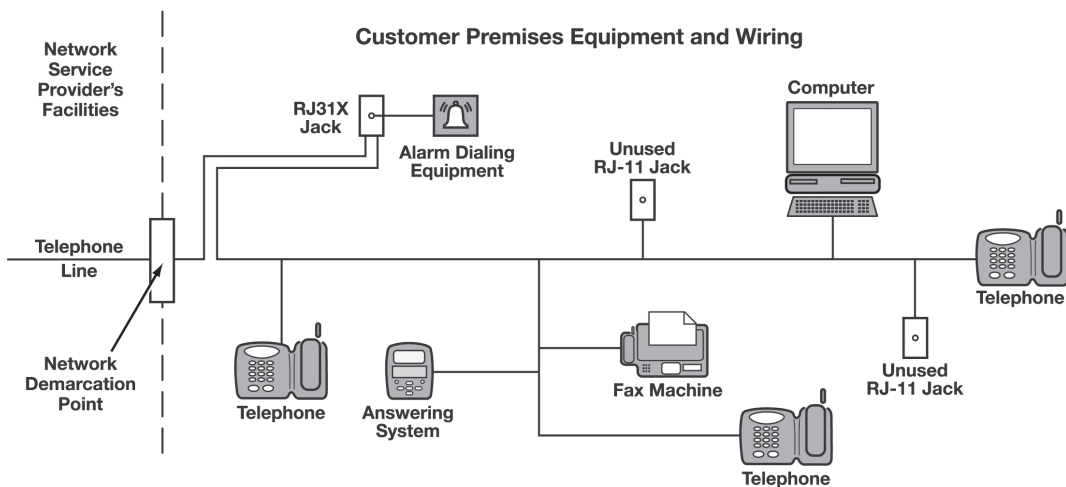 Customer Premises Equipment and Wiring
Network
Service
Provider's
Facilities
RJ31X
Jack
Alarm Dialing
Equipment
Unused
RJ-11 Jack
Computer
Telephone
Line
Telephone
Network
Demarcation
Point
Telephone
Answering
System
Fax Machine
Unused
RJ-11 Jack
Telephone